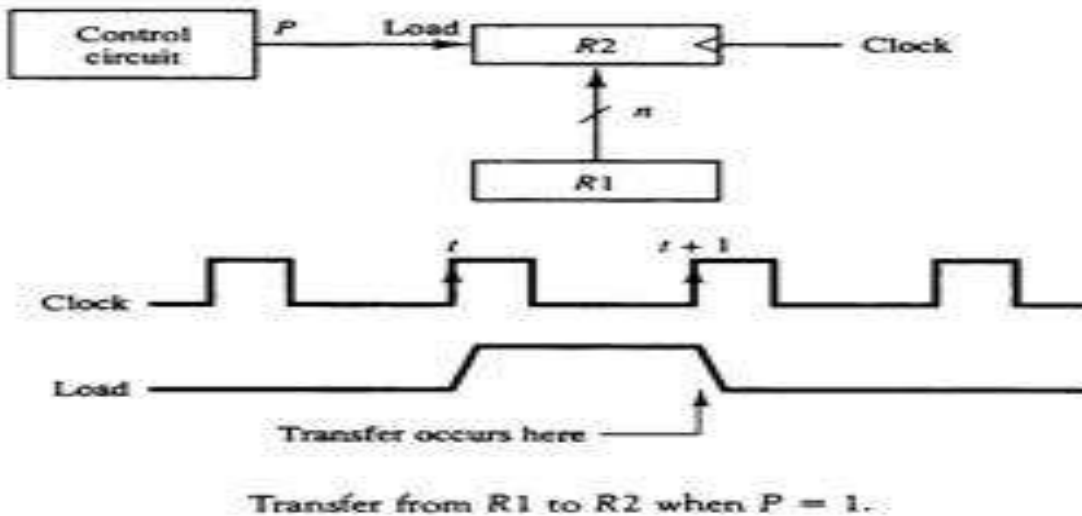 Control
circuit
P
Load
R2
Clock
n
R1
t
t + 1
Clock
Load
Transfer occurs here
Transfer from R1 to R2 when P = 1.